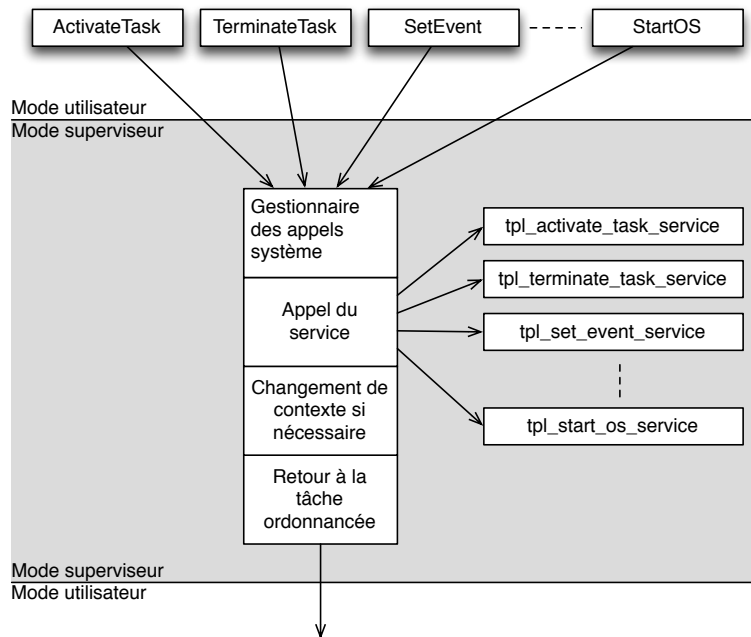 ActivateTask
TerminateTask
SetEvent
StartOS
Mode utilisateur
Mode superviseur
Gestionnaire
des appels
système
Appel du
service
Changement de
contexte si
nécessaire
Retour à la
tâche
ordonnancée
tpl_activate_task_service
tpl_terminate_task_service
tpl_set_event_service
tpl_start_os_service
Mode superviseur
Mode utilisateur